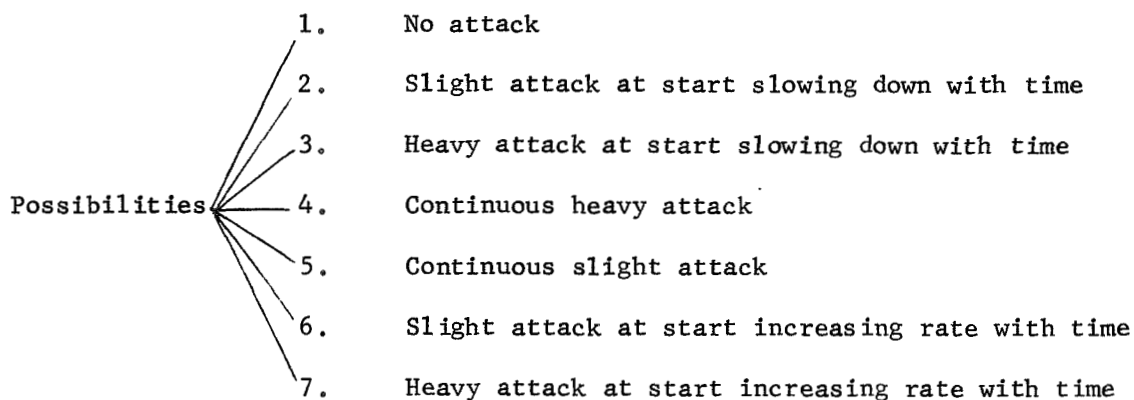 1. No attack
2. Slight attack at start slowing down with time
3. Heavy attack at start slowing down with time
Possibilities 4. Continuous heavy attack
5. Continuous slight attack
6. Slight attack at start increasing rate with time
7. Heavy attack at start increasing rate with time